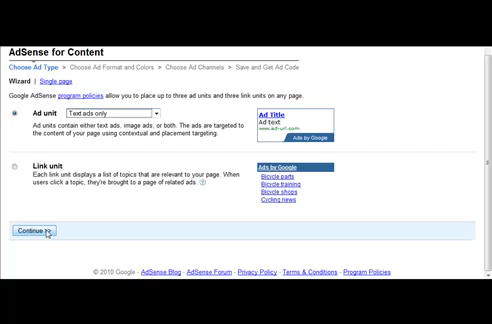 AdSense for Content
Choose Ad Type > Choose Ad Format and Colors > Choose Ad Channels > Save and Get Ad Code
Wizard | Single page
Google AdSense program policies allow you to place up to three ad units and three link units on any page.
Ad unit Text ads only
Ad units contain either text ads, image ads, or both. The ads are targeted
to the content of your page using contextual and placement targeting.
Ad Title
Ad text
www.ad-url.com
Ads by Google
Link unit
Each link unit displays a list of topics that are relevant to your page. When
users click a topic, they're brought to a page of related ads. ?
Ads by Google
Bicycle parts
Bicycle training
Bicycle shops
Cycling news
Continue >>
© 2010 Google - AdSense Blog - AdSense Forum - Privacy Policy - Terms & Conditions - Program Policies